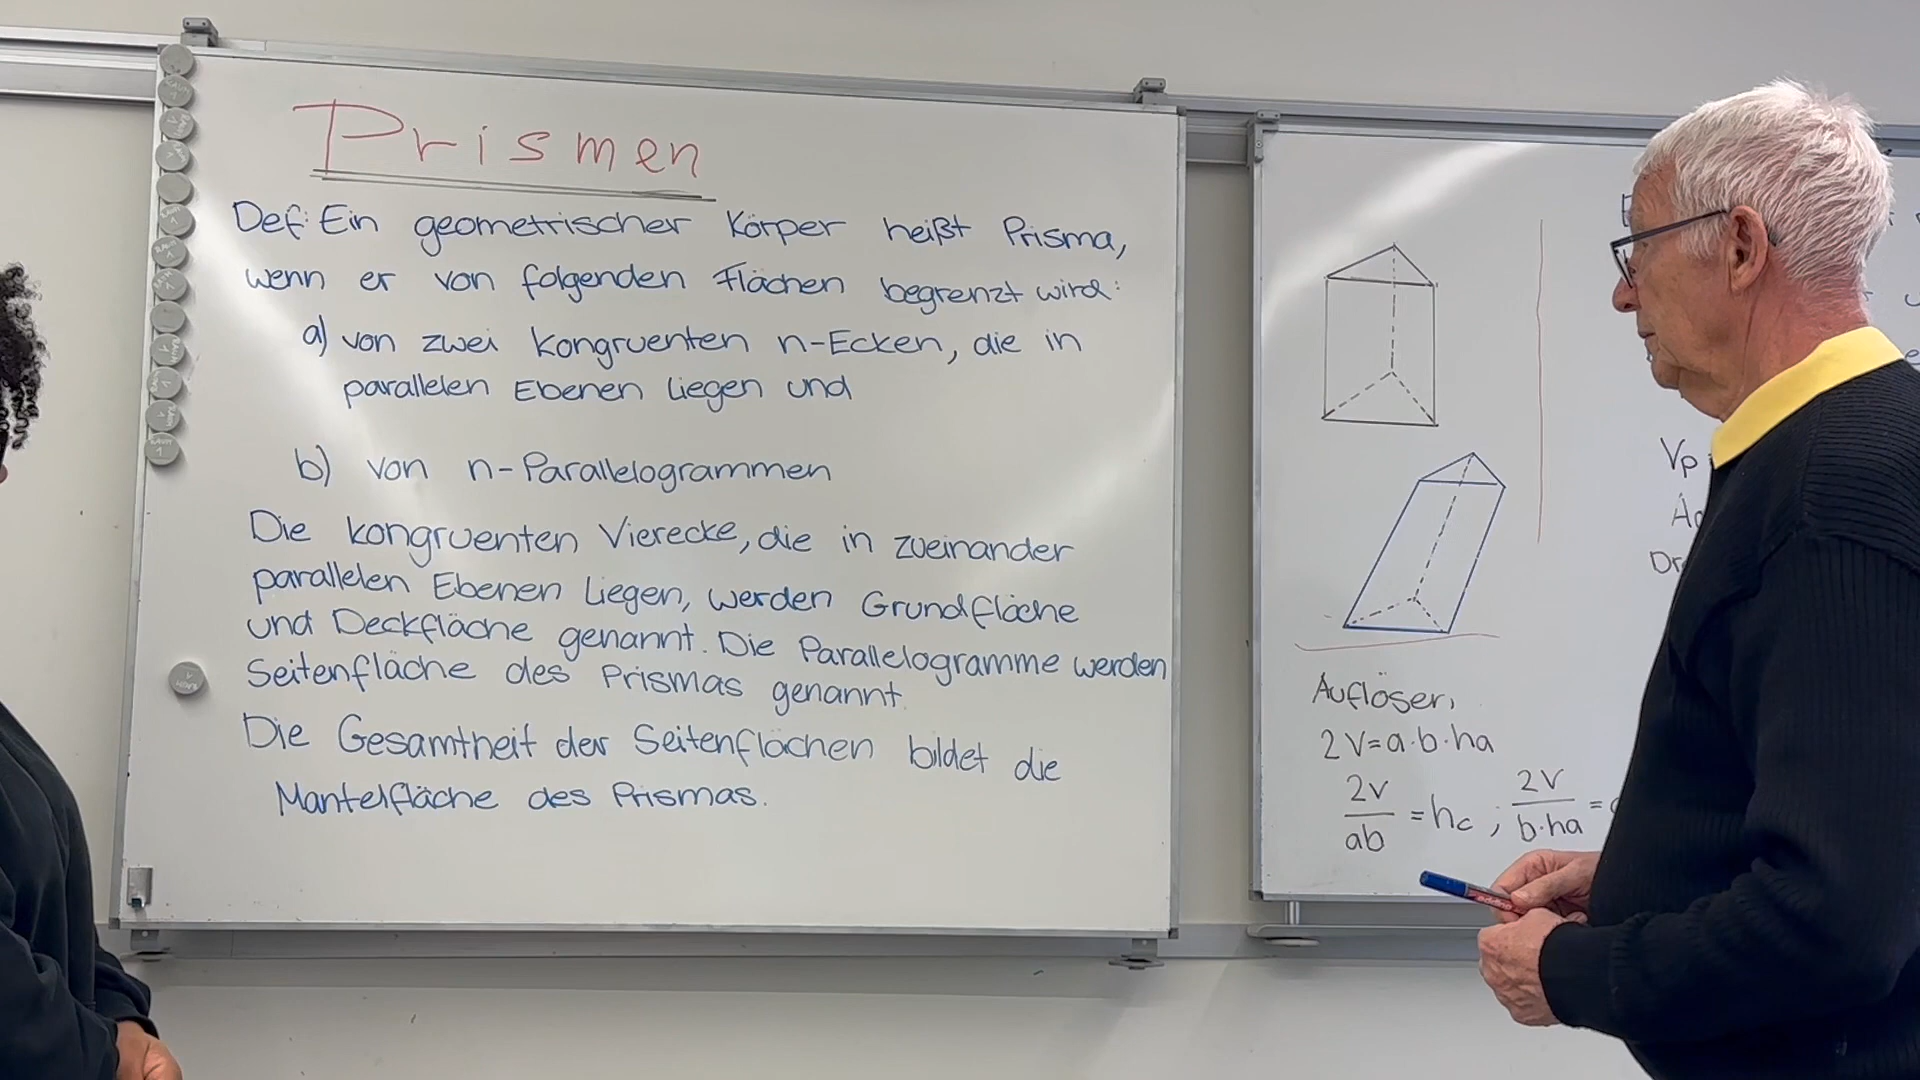 Prismen
Def: Ein geometrischer Körper heißt Prisma,
wenn er von folgenden Flächen begrenzt wird:
a) von zwei kongruenten n-Ecken, die in
parallelen Ebenen liegen und
b) von n-Parallelogrammen
Die kongruenten Vierecke, die in zueinander
parallelen Ebenen Liegen, werden Grundfläche
und Deckfläche genannt. Die Parallelogramme werden
Seitenfläche des Prismas genannt.
Die Gesamtheit der Seitenflächen bildet die
Mantelfläche des Prismas.
Vp
Auflösen
2V=a·b·ha
2V/ab = hc ; 2V/b·ha =